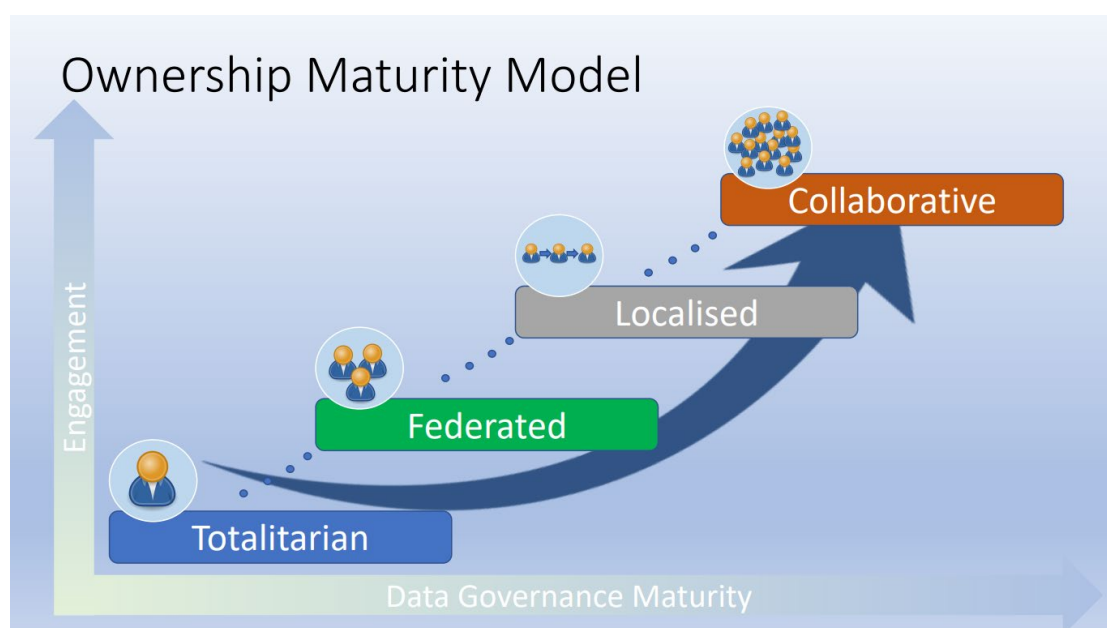 Ownership Maturity Model
Collaborative
Localised
Federated
Totalitarian
Engagement
Data Governance Maturity